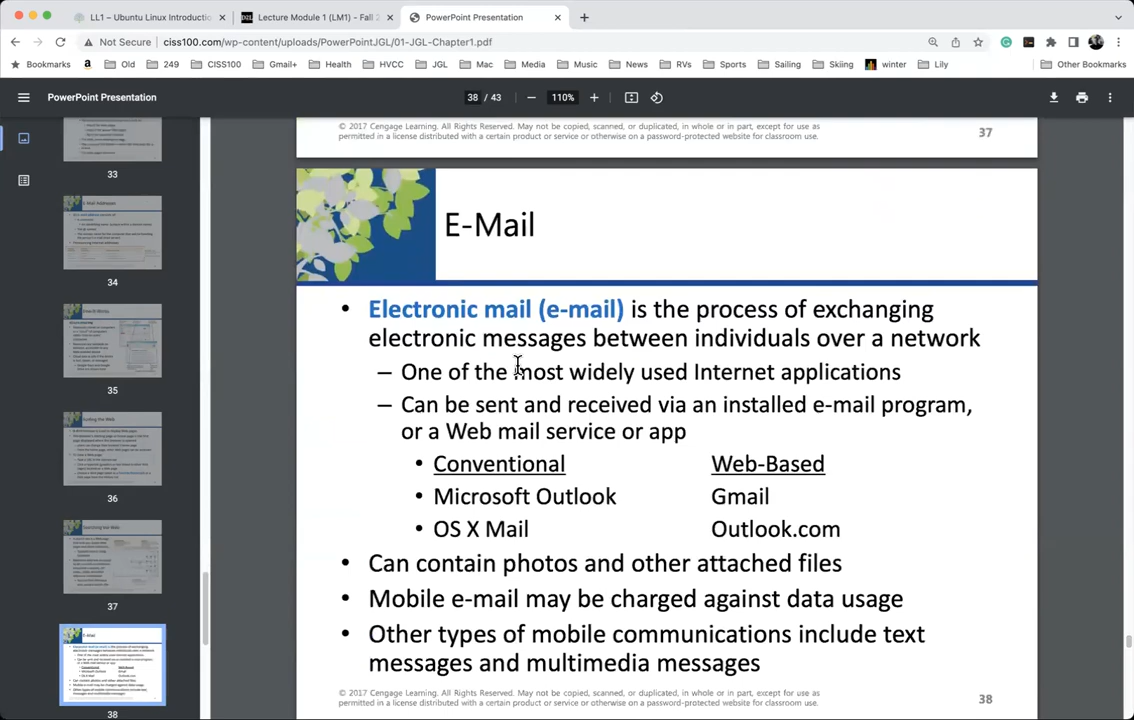 LL1 – Ubuntu Linux Introductio
Lecture Module 1 (LM1) - Fall 2
PowerPoint Presentation
Not Secure
ciss100.com/wp-content/uploads/PowerPointJGL/01-JGL-Chapter1.pdf
Bookmarks
Old
249
CISS100
Gmail+
Health
HVCC
JGL
Mac
Media
Music
News
RVs
Sports
Sailing
Skiing
winter
Lily
Other Bookmarks
PowerPoint Presentation
38 / 43
110%
33
34
35
36
37
38
© 2017 Cengage Learning. All Rights Reserved. May not be copied, scanned, or duplicated, in whole or in part, except for use as
permitted in a license distributed with a certain product or service or otherwise on a password-protected website for classroom use.
37
E-Mail
• Electronic mail (e-mail) is the process of exchanging
electronic messages between individuals over a network
– One of the most widely used Internet applications
– Can be sent and received via an installed e-mail program,
or a Web mail service or app
• Conventional Web-Based
• Microsoft Outlook Gmail
• OS X Mail Outlook.com
• Can contain photos and other attached files
• Mobile e-mail may be charged against data usage
• Other types of mobile communications include text
messages and multimedia messages
© 2017 Cengage Learning. All Rights Reserved. May not be copied, scanned, or duplicated, in whole or in part, except for use as
permitted in a license distributed with a certain product or service or otherwise on a password-protected website for classroom use.
38